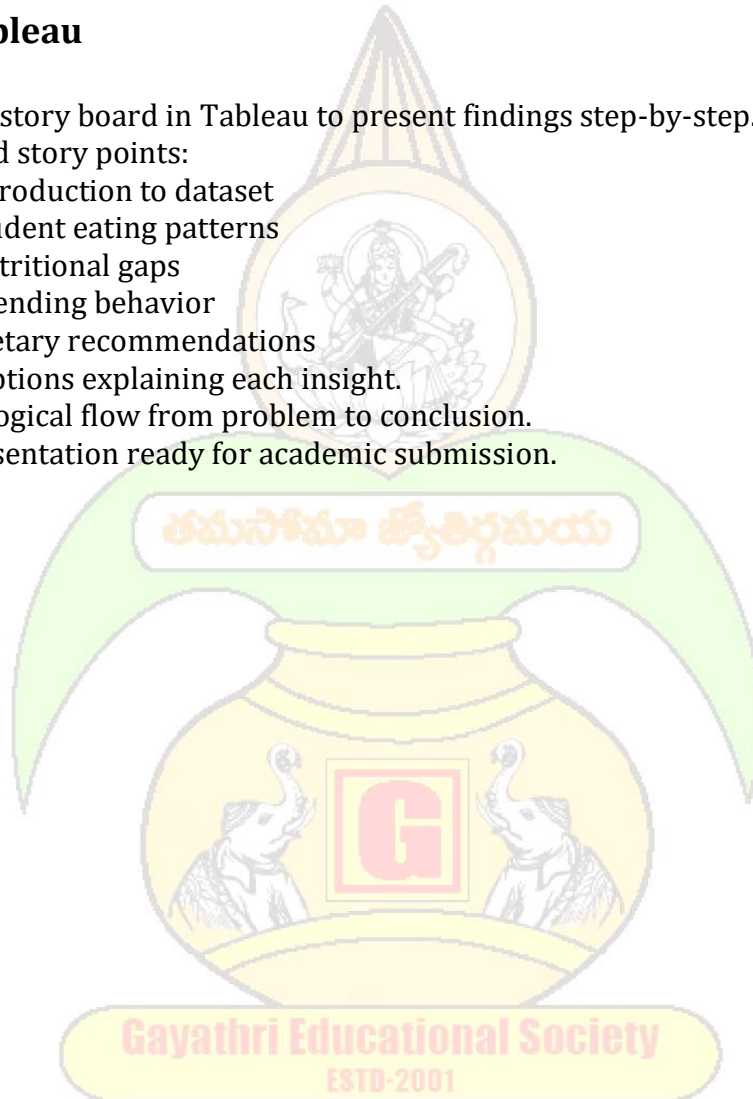 bleau
story board in Tableau to present findings step-by-step.
d story points:
roduction to dataset
udent eating patterns
tritional gaps
ending behavior
etary recommendations
ptions explaining each insight.
ogical flow from problem to conclusion.
sentation ready for academic submission.
తమసోమా జ్యోతిర్గమయ
G
Gayathri Educational Society
ESTD-2001